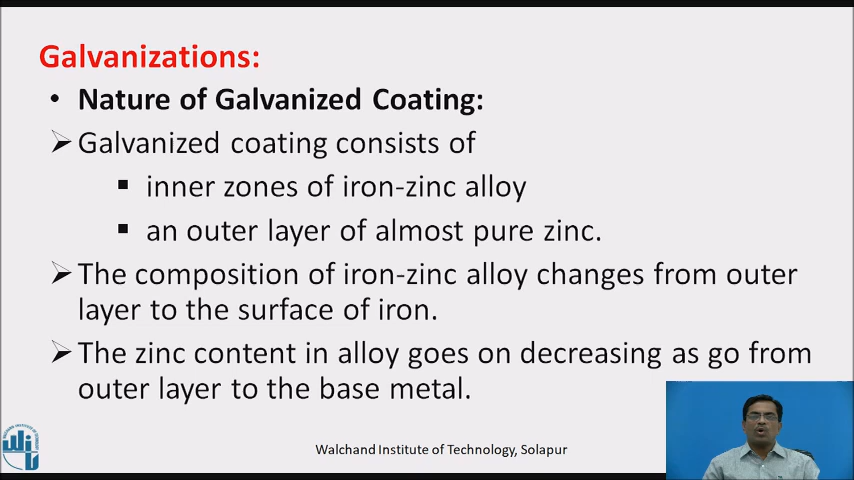 Galvanizations:
• Nature of Galvanized Coating:
➢ Galvanized coating consists of
▪ inner zones of iron-zinc alloy
▪ an outer layer of almost pure zinc.
➢ The composition of iron-zinc alloy changes from outer
layer to the surface of iron.
➢ The zinc content in alloy goes on decreasing as go from
outer layer to the base metal.
Walchand Institute of Technology, Solapur